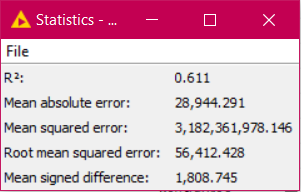 Statistics - ...
File
R²: 0.611
Mean absolute error: 28,944.291
Mean squared error: 3,182,361,978.146
Root mean squared error: 56,412.428
Mean signed difference: 1,808.745